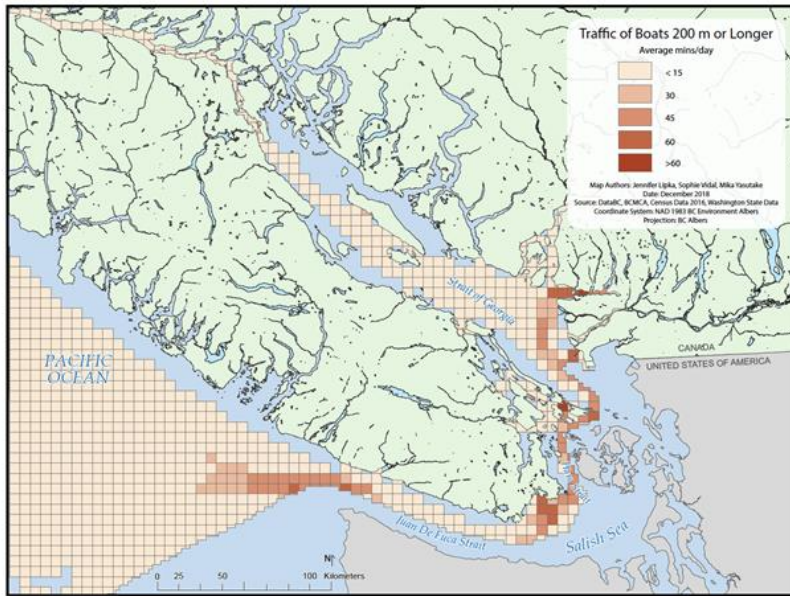 Traffic of Boats 200 m or Longer
Average mins/day
< 15
30
45
60
>60
Map Authors: Jennifer Lipka, Sophie Vidal, Mika Yasutake
Date: December 2018
Source: DataBC, BCMCA, Census Data 2016, Washington State Data
Coordinate System: NAD 1983 BC Environment Albers
Projection: BC Albers
Strait of Georgia
CANADA
UNITED STATES OF AMERICA
PACIFIC
OCEAN
Juan De Fuca Strait
Salish Sea
N
0 25 50 100 Kilometers